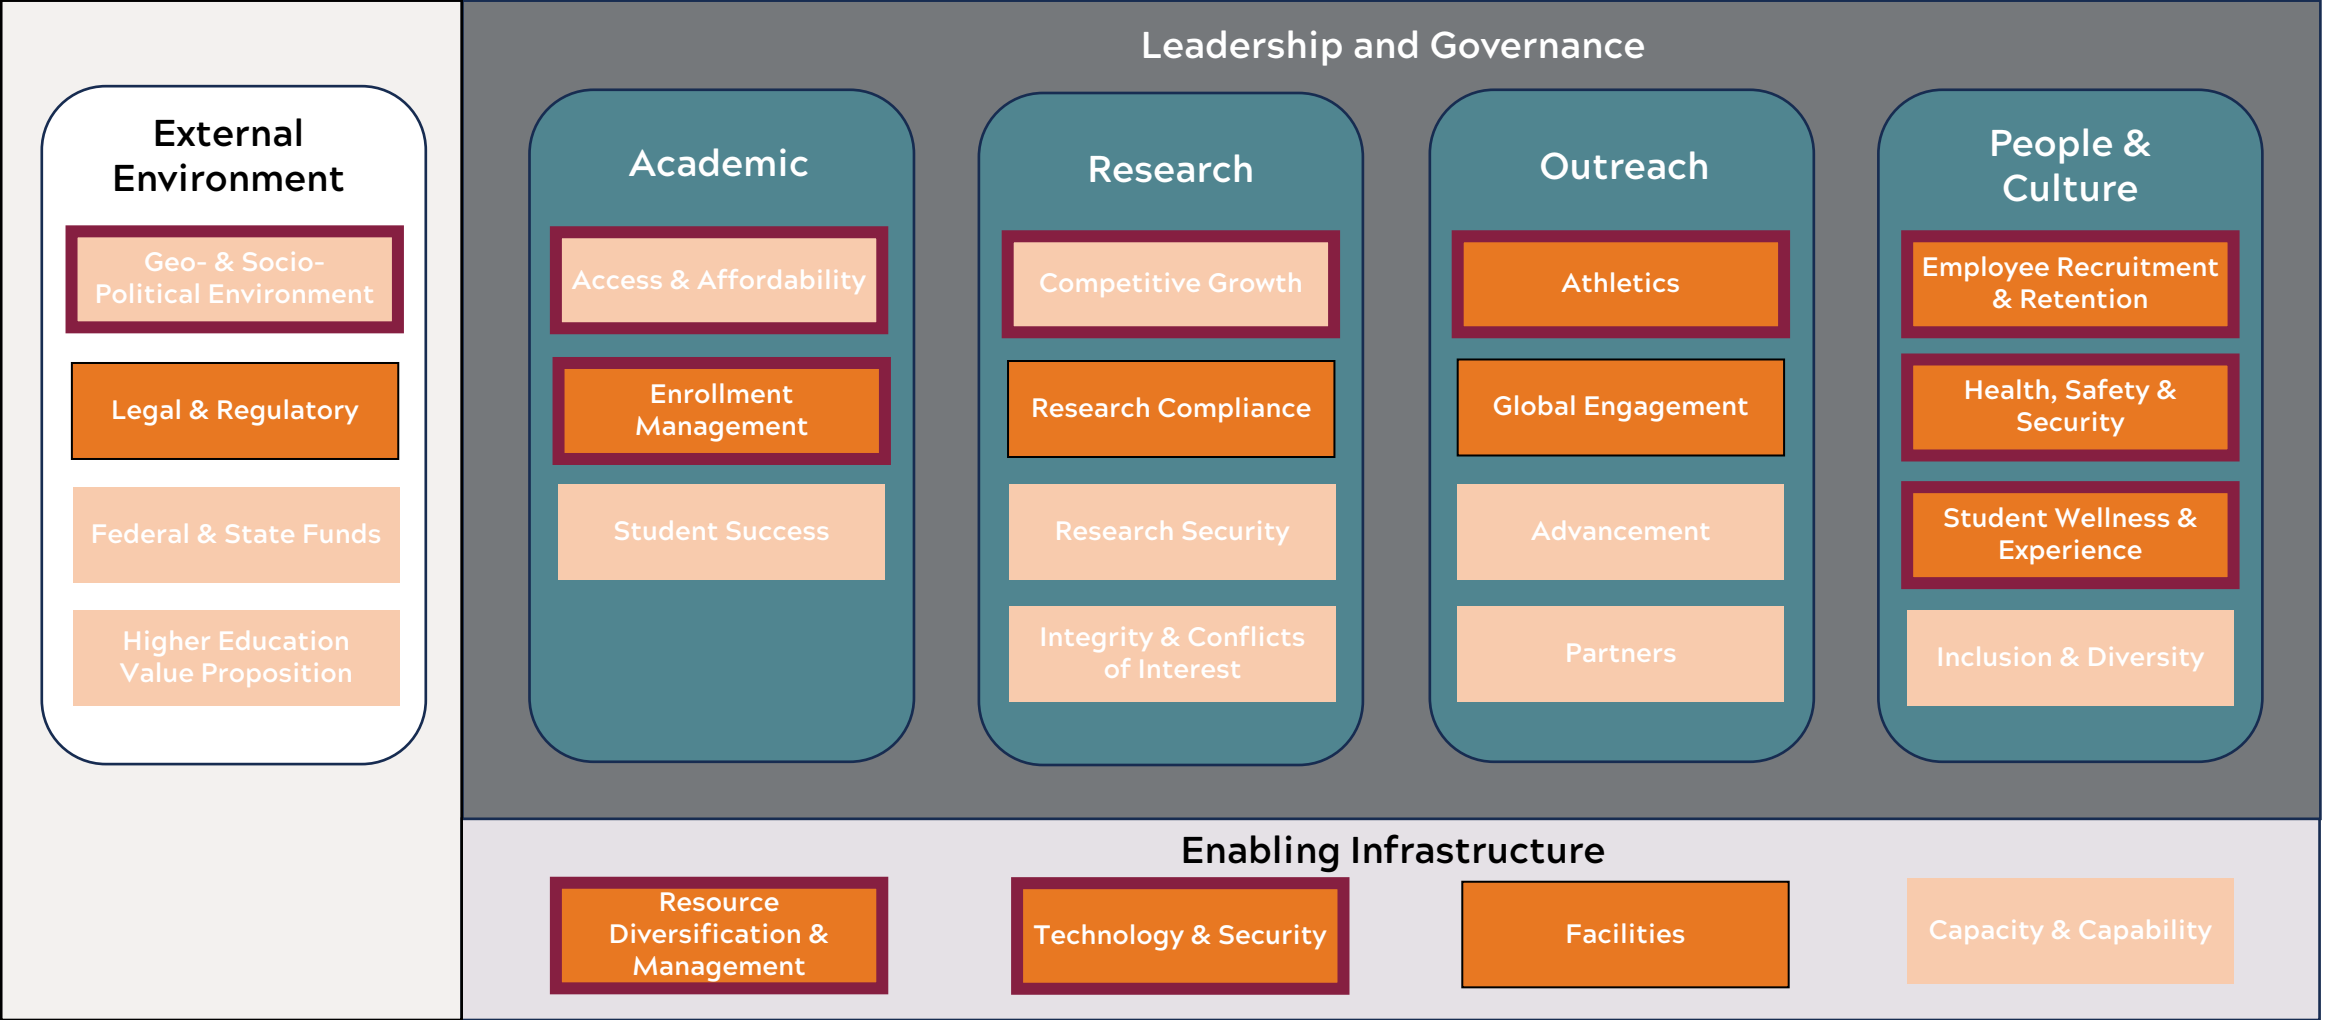 Leadership and Governance
External
Environment
Geo- & Socio-
Political Environment
Legal & Regulatory
Federal & State Funds
Higher Education
Value Proposition
Academic
Access & Affordability
Enrollment
Management
Student Success
Research
Competitive Growth
Research Compliance
Research Security
Integrity & Conflicts
of Interest
Outreach
Athletics
Global Engagement
Advancement
Partners
People &
Culture
Employee Recruitment
& Retention
Health, Safety &
Security
Student Wellness &
Experience
Inclusion & Diversity
Enabling Infrastructure
Resource
Diversification &
Management
Technology & Security
Facilities
Capacity & Capability